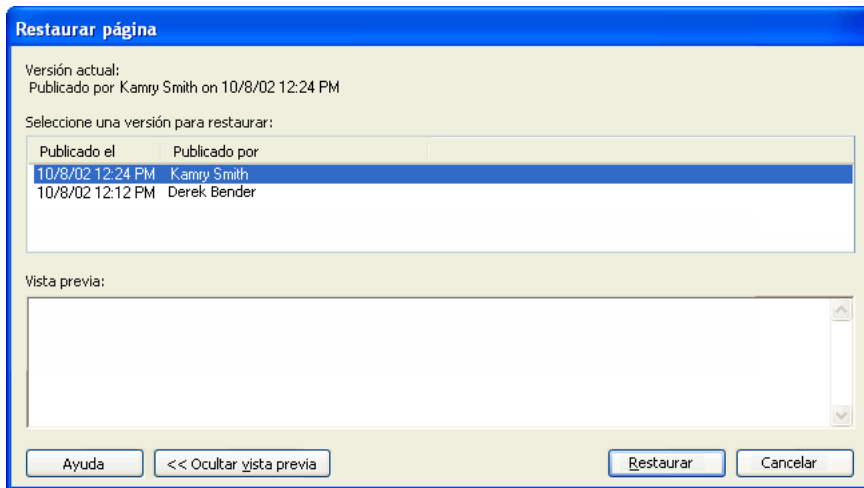 Restaurar página
Versión actual:
Publicado por Kamry Smith on 10/8/02 12:24 PM
Seleccione una versión para restaurar:
Publicado el Publicado por
10/8/02 12:24 PM Kamry Smith
10/8/02 12:12 PM Derek Bender
Vista previa:
Ayuda << Ocultar vista previa Restaurar Cancelar